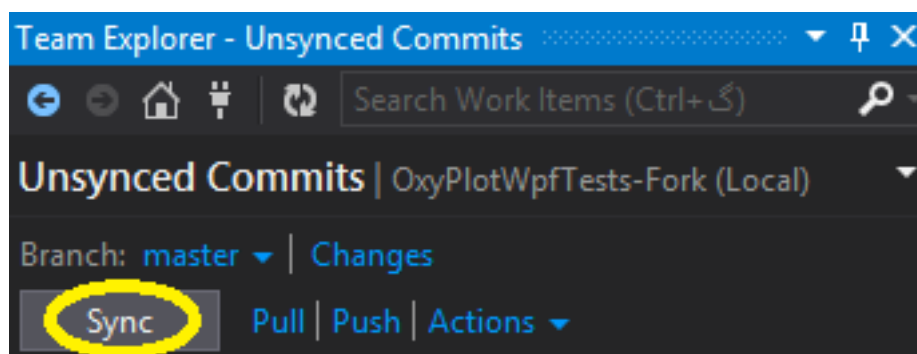 Team Explorer - Unsynced Commits
Search Work Items (Ctrl+گ)
Unsynced Commits | OxyPlotWpfTests-Fork (Local)
Branch: master | Changes
Sync Pull | Push | Actions